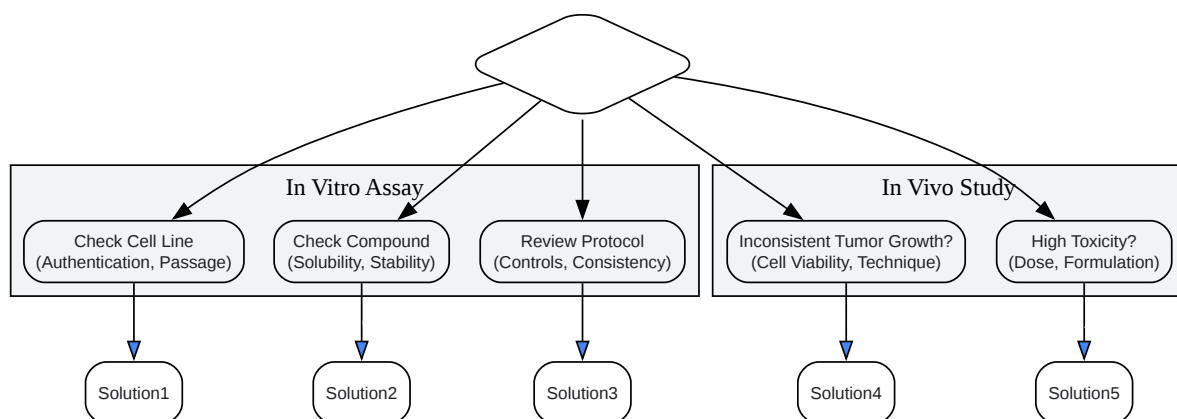 In Vitro Assay
In Vivo Study
Check Cell Line
(Authentication, Passage)
Check Compound
(Solubility, Stability)
Review Protocol
(Controls, Consistency)
Inconsistent Tumor Growth?
(Cell Viability, Technique)
High Toxicity?
(Dose, Formulation)
Solution1
Solution2
Solution3
Solution4
Solution5